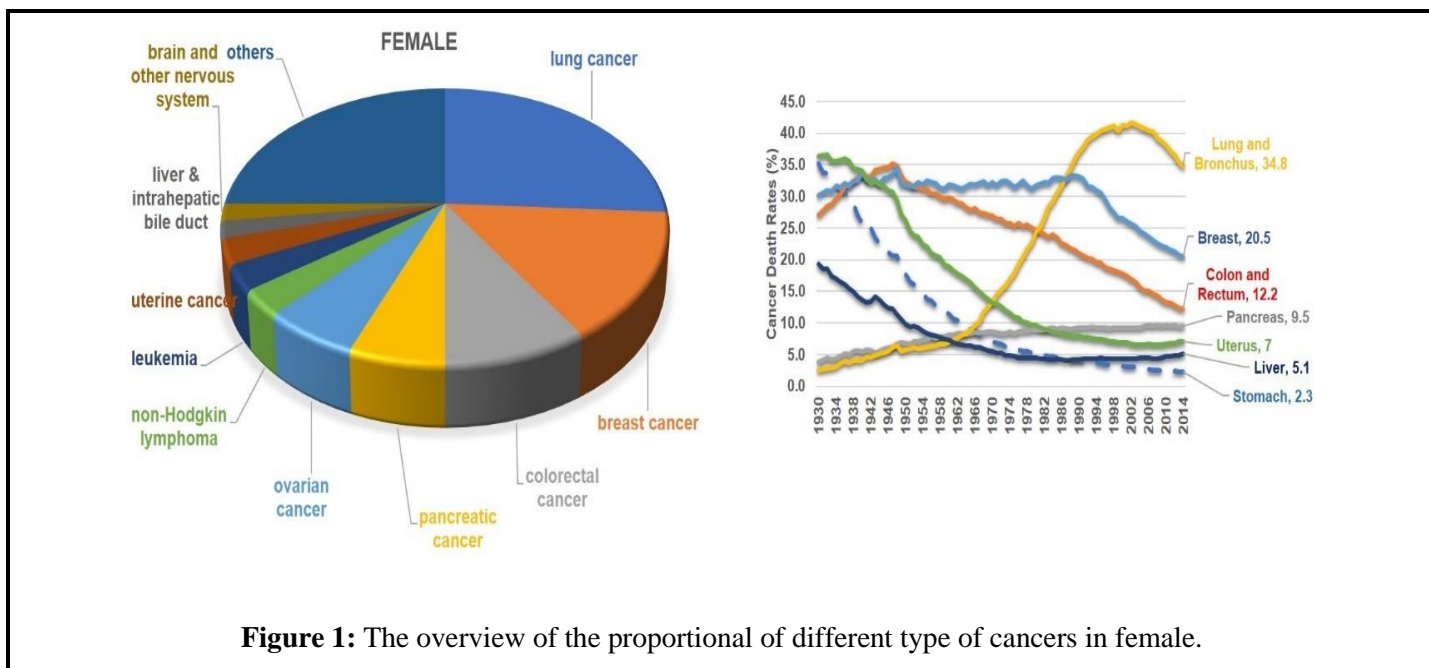 FEMALE
brain and
other nervous
system
others
lung cancer
liver &
intrahepatic
bile duct
uterine cancer
leukemia
non-Hodgkin
lymphoma
ovarian
cancer
pancreatic
cancer
colorectal
cancer
breast cancer
Cancer Death Rates (%)
45.0
40.0
35.0
30.0
25.0
20.0
15.0
10.0
5.0
0.0
1930
1934
1938
1942
1946
1950
1954
1958
1962
1966
1970
1974
1978
1982
1986
1990
1994
1998
2002
2006
2010
2014
Lung and
Bronchus, 34.8
Breast, 20.5
Colon and
Rectum, 12.2
Pancreas, 9.5
Uterus, 7
Liver, 5.1
Stomach, 2.3
Figure 1: The overview of the proportional of different type of cancers in female.